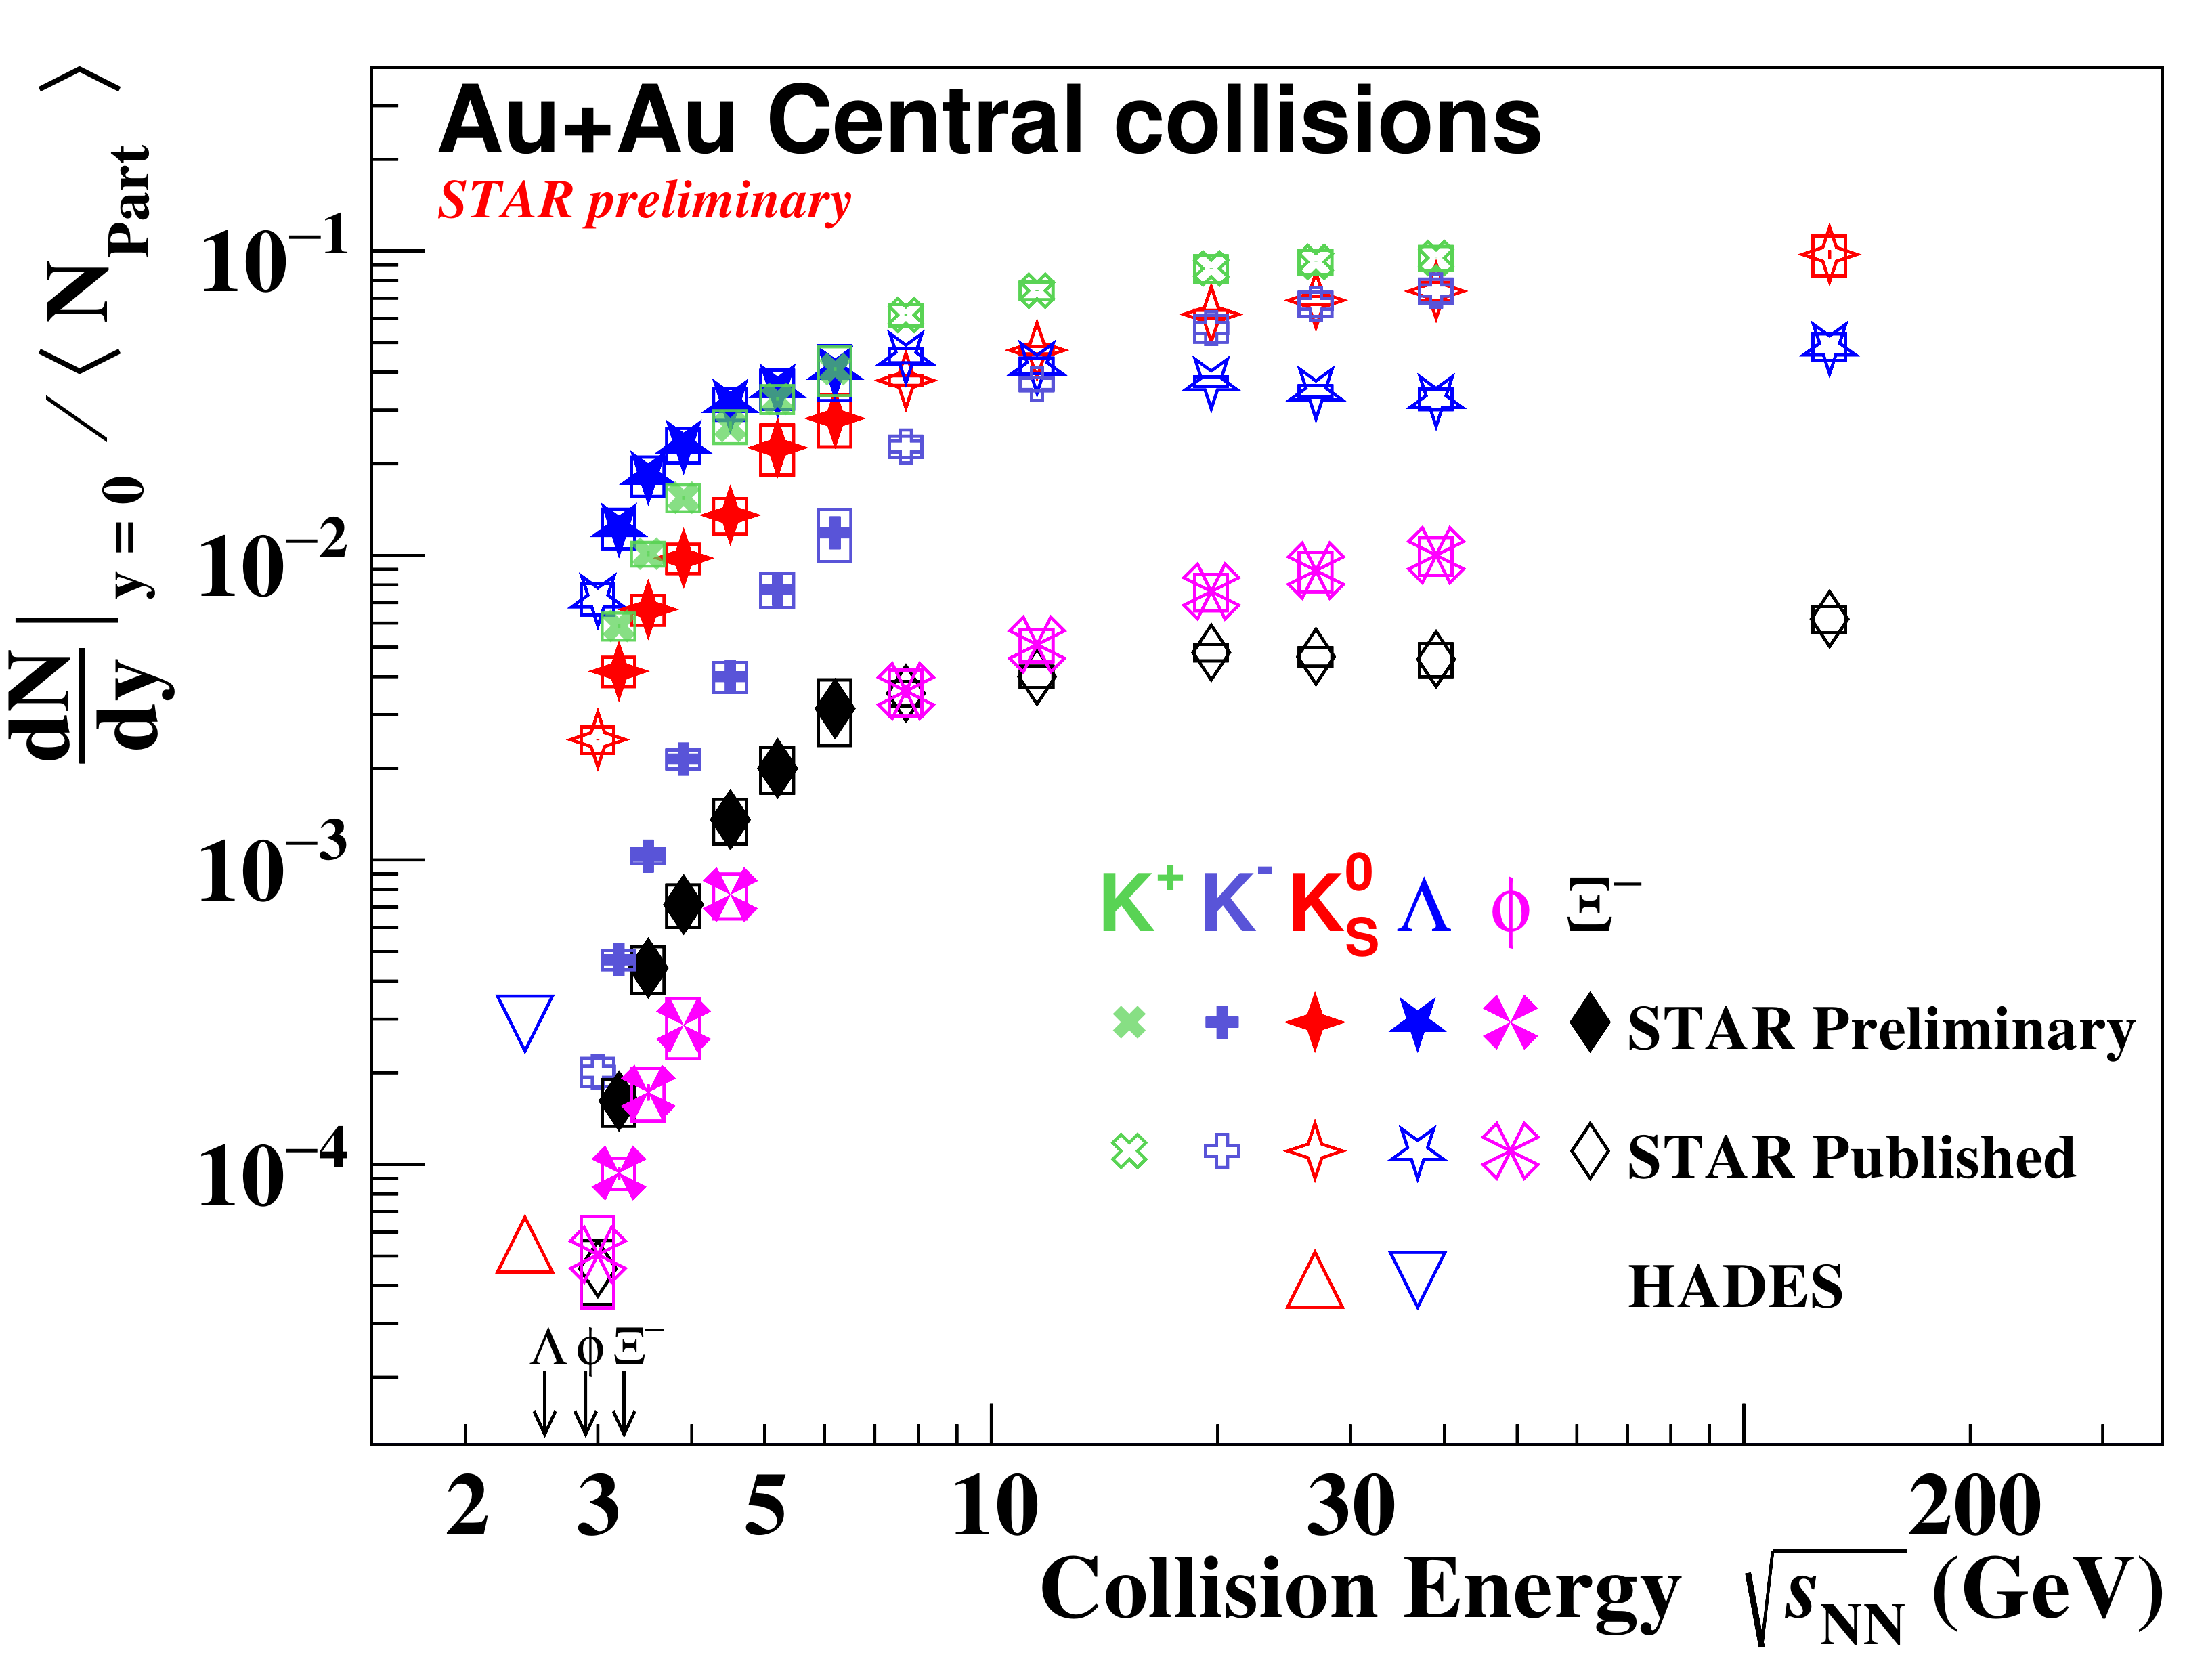 Au+Au Central collisions
STAR preliminary
dN/dy|y = 0 / ⟨ NPart ⟩
10−1
10−2
10−3
10−4
K+ K- K0S Λ ϕ Ξ−
STAR Preliminary
STAR Published
HADES
Λ ϕ Ξ−
2 3 5 10 30 200
Collision Energy √sNN (GeV)